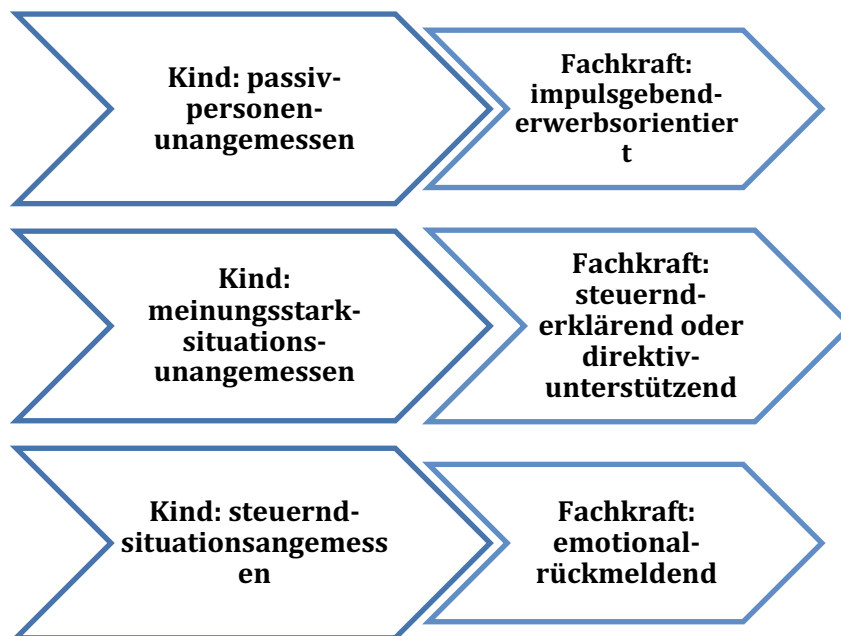 Kind: passiv-
personen-
unangemessen
Fachkraft:
impulsgebend-
erwerbsorientier
t
Kind:
meinungsstark-
situations-
unangemessen
Fachkraft:
steuernd-
erklärend oder
direktiv-
unterstützend
Kind: steuernd-
situationsangemess
en
Fachkraft:
emotional-
rückmeldend